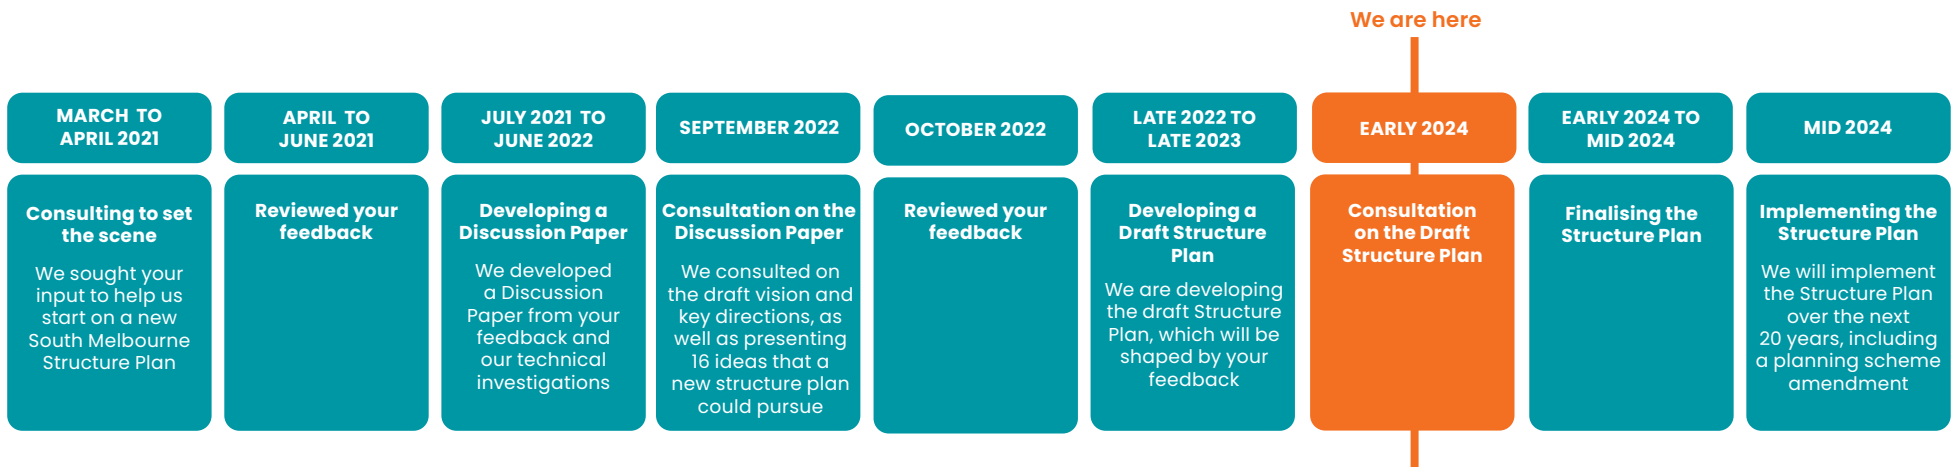 We are here
MARCH TO
APRIL 2021
Consulting to set
the scene
We sought your
input to help us
start on a new
South Melbourne
Structure Plan
APRIL TO
JUNE 2021
Reviewed your
feedback
JULY 2021 TO
JUNE 2022
Developing a
Discussion Paper
We developed
a Discussion
Paper from your
feedback and
our technical
investigations
SEPTEMBER 2022
Consultation on the
Discussion Paper
We consulted on
the draft vision and
key directions, as
well as presenting
16 ideas that a
new structure plan
could pursue
OCTOBER 2022
Reviewed your
feedback
LATE 2022 TO
LATE 2023
Developing a
Draft Structure
Plan
We are developing
the draft Structure
Plan, which will be
shaped by your
feedback
EARLY 2024
Consultation
on the Draft
Structure Plan
EARLY 2024 TO
MID 2024
Finalising the
Structure Plan
MID 2024
Implementing the
Structure Plan
We will implement
the Structure Plan
over the next
20 years, including
a planning scheme
amendment